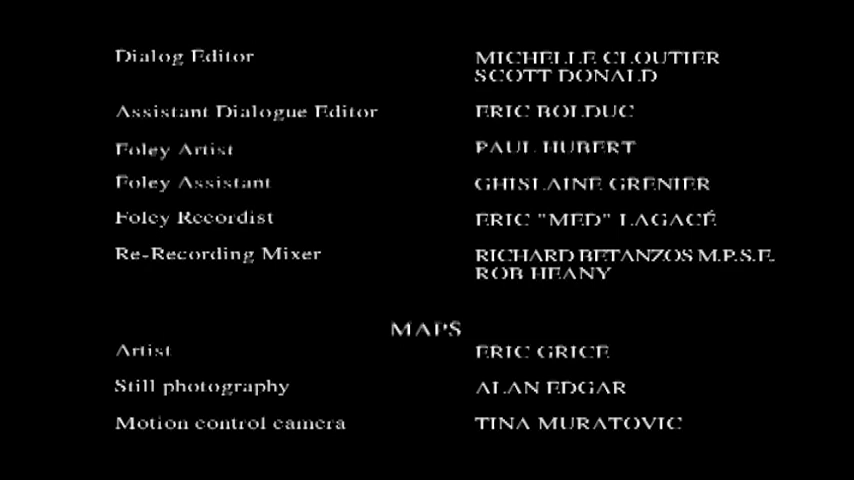 Dialog Editor MICHELLE CLOUTIER
SCOTT DONALD
Assistant Dialogue Editor ERIC BOLDUC
Foley Artist PAUL HUBERT
Foley Assistant GHISLAINE GRENIER
Foley Recordist ERIC "MED" LAGACÉ
Re-Recording Mixer RICHARD BETANZOS M.P.S.E.
ROB HEANY
MAPS
Artist ERIC GRICE
Still photography ALAN EDGAR
Motion control camera TINA MURATOVIC